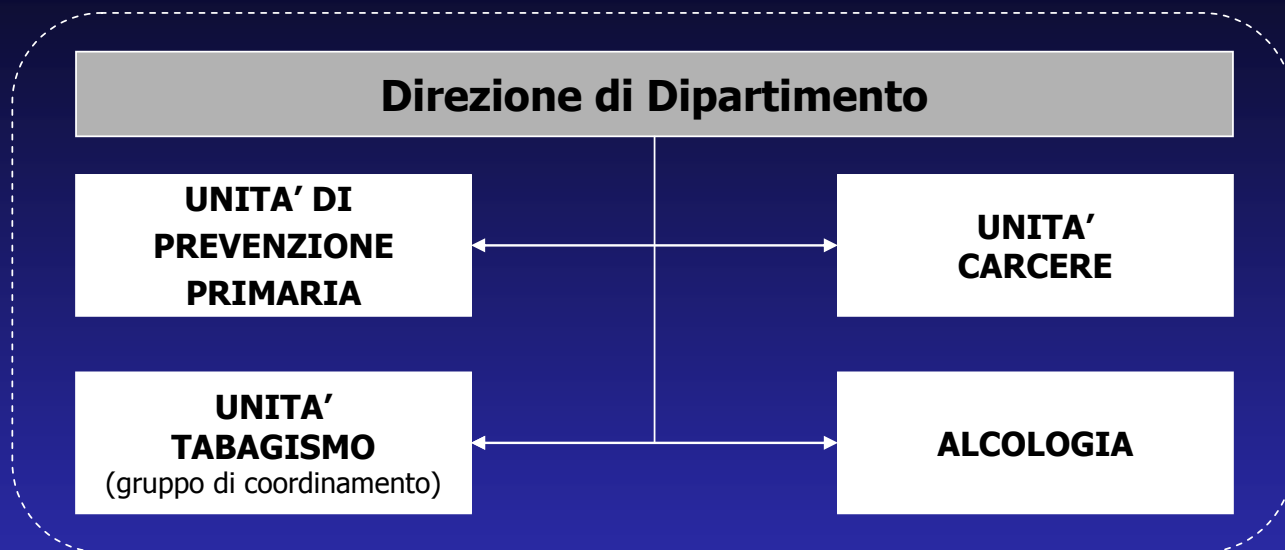 Direzione di Dipartimento
UNITA’ DI
PREVENZIONE
PRIMARIA
UNITA’
CARCERE
UNITA’
TABAGISMO
(gruppo di coordinamento)
ALCOLOGIA